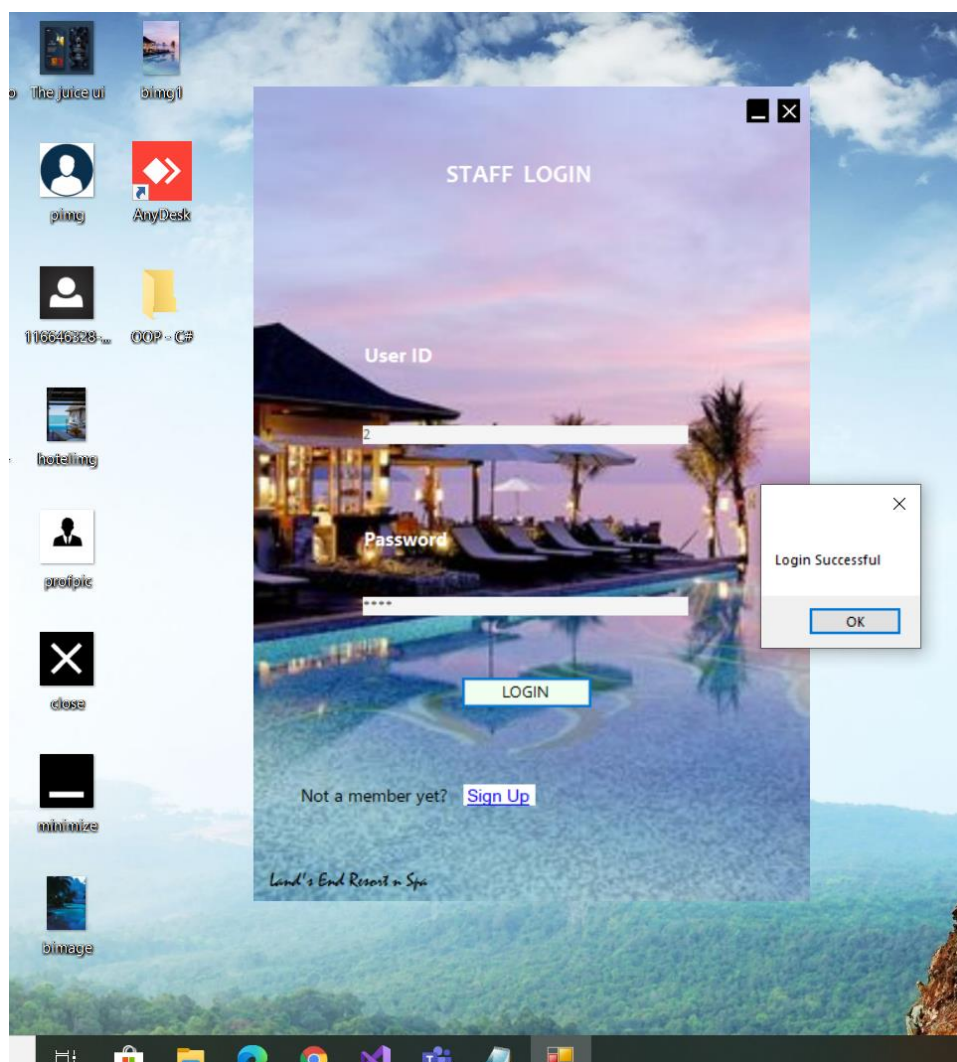 The juice ui
bimg1
pimg
AnyDesk
116646328-...
OOP - C#
hotelimg
profpic
close
minimize
bimage
STAFF LOGIN
User ID
2
Password
****
LOGIN
Not a member yet? Sign Up
Land's End Resort n Spa
Login Successful
OK